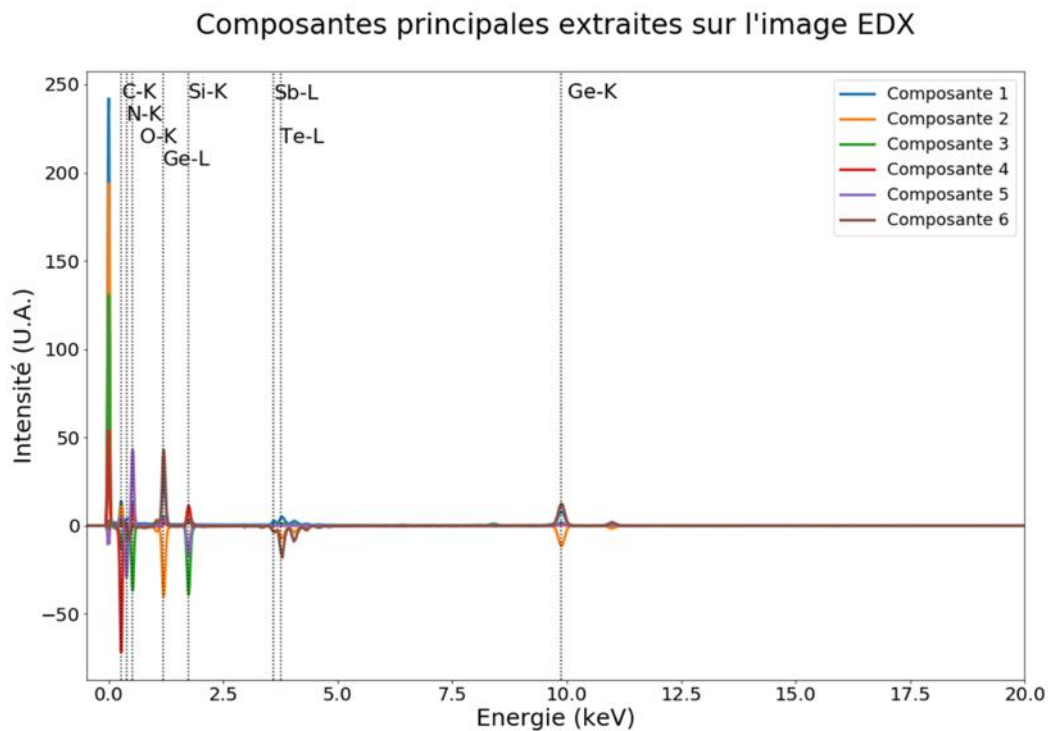 Composantes principales extraites sur l'image EDX
250
200
150
100
50
0
−50
Intensité (U.A.)
C-K
N-K
O-K
Ge-L
Si-K
Sb-L
Te-L
Ge-K
Composante 1
Composante 2
Composante 3
Composante 4
Composante 5
Composante 6
0.0 2.5 5.0 7.5 10.0 12.5 15.0 17.5 20.0
Energie (keV)